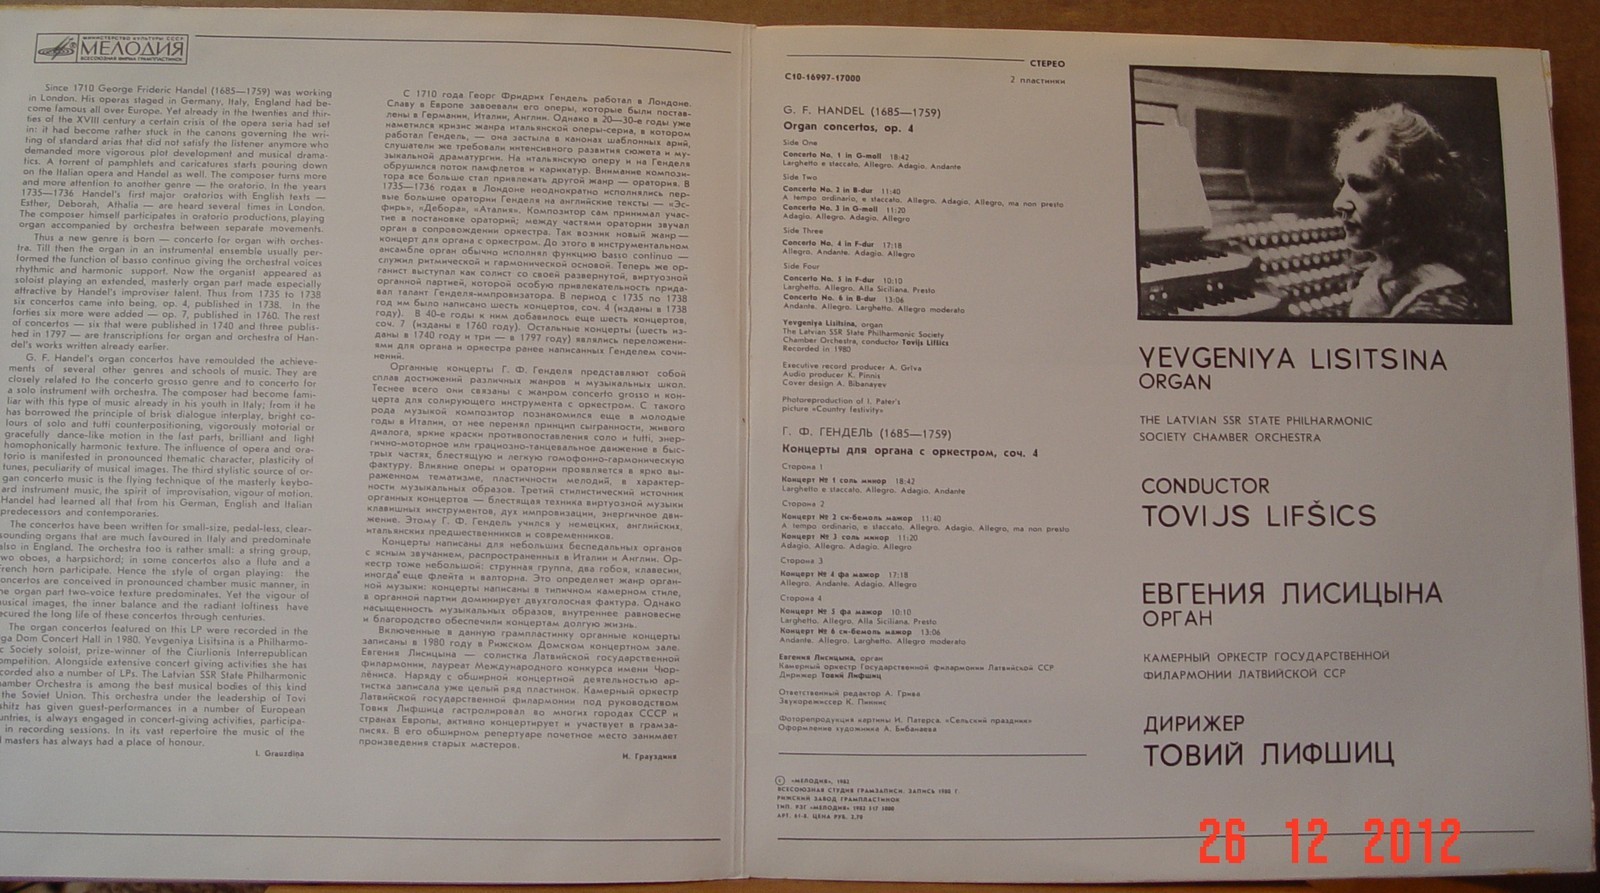 МИНИСТЕРСТВО КУЛЬТУРЫ СССР
МЕЛОДИЯ
ВСЕСОЮЗНАЯ ФИРМА ГРАМПЛАСТИНОК
Since 1710 George Frideric Handel (1685—1759) was working
in London. His operas staged in Germany, Italy, England had be-
come famous all over Europe. Yet already in the twenties and thir-
ties of the XVIII century a certain crisis of the opera seria had set
in: it had become rather stuck in the canons governing the wri-
ting of standard arias that did not satisfy the listener anymore who
demanded more vigorous plot development and musical drama-
tics. A torrent of pamphlets and caricatures starts pouring down
on the Italian opera and Handel as well. The composer turns more
and more attention to another genre — the oratorio. In the years
1735—1736 Handel's first major oratorios with English texts —
Esther, Deborah, Athalia — are heard several times in London.
The composer himself participates in oratorio productions, playing
organ accompanied by orchestra between separate movements.
Thus a new genre is born — concerto for organ with orches-
tra. Till then the organ in an instrumental ensemble usually per-
formed the function of basso continuo giving the orchestral voices
rhythmic and harmonic support. Now the organist appeared as
soloist playing an extended, masterly organ part made especially
attractive by Handel's improviser talent. Thus from 1735 to 1738
six concertos came into being, op. 4, published in 1738. In the
forties six more were added — op. 7, published in 1760. The rest
of concertos — six that were published in 1740 and three publis-
hed in 1797 — are transcriptions for organ and orchestra of Han-
del's works written already earlier.
G. F. Handel's organ concertos have remoulded the achieve-
ments of several other genres and schools of music. They are
closely related to the concerto grosso genre and to concerto for
a solo instrument with orchestra. The composer had become fami-
liar with this type of music already in his youth in Italy; from it he
has borrowed the principle of brisk dialogue interplay, bright co-
lours of solo and tutti counterpositioning, vigorously motorial or
gracefully dance-like motion in the fast parts, brilliant and light
homophonically harmonic texture. The influence of opera and ora-
torio is manifested in pronounced thematic character, plasticity of
tunes, peculiarity of musical images. The third stylistic source of or-
gan concerto music is the flying technique of the masterly keybo-
ard instrument music, the spirit of improvisation, vigour of motion.
Handel had learned all that from his German, English and Italian
predecessors and contemporaries.
The concertos have been written for small-size, pedal-less, clear-
sounding organs that are much favoured in Italy and predominate
also in England. The orchestra too is rather small: a string group,
wo oboes, a harpsichord; in some concertos also a flute and a
rench horn participate. Hence the style of organ playing: the
oncertos are conceived in pronounced chamber music manner, in
e organ part two-voice texture predominates. Yet the vigour of
usical images, the inner balance and the radiant loftiness have
ecured the long life of these concertos through centuries.
The organ concertos featured on this LP were recorded in the
ga Dom Concert Hall in 1980. Yevgeniya Lisitsina is a Philharmo-
c Society soloist, prize-winner of the Ciurlionis Interrepublican
ompetition. Alongside extensive concert giving activities she has
corded also a number of LPs. The Latvian SSR State Philharmonic
amber Orchestra is among the best musical bodies of this kind
the Soviet Union. This orchestra under the leadership of Tovi
shitz has given guest-performances in a number of European
untries, is always engaged in concert-giving activities, participa-
in recording sessions. In its vast repertoire the music of the
masters has always had a place of honour.
I. Grauzdiņa
С 1710 года Георг Фридрих Гендель работал в Лондоне.
Славу в Европе завоевали его оперы, которые были постав-
лены в Германии, Италии, Англии. Однако в 20—30-е годы уже
наметился кризис жанра итальянской оперы-сериа, в котором
работал Гендель, — она застыла в канонах шаблонных арий,
слушатели же требовали интенсивного развития сюжета и му-
зыкальной драматургии. На итальянскую оперу и на Генделя
обрушился поток памфлетов и карикатур. Внимание компози-
тора все больше стал привлекать другой жанр — оратория. В
1735—1736 годах в Лондоне неоднократно исполнялись пер-
вые большие оратории Генделя на английские тексты — «Эс-
фирь», «Дебора», «Аталия». Композитор сам принимал учас-
тие в постановке ораторий; между частями оратории звучал
орган в сопровождении оркестра. Так возник новый жанр —
концерт для органа с оркестром. До этого в инструментальном
ансамбле орган обычно исполнял функцию basso continuo —
служил ритмической и гармонической основой. Теперь же ор-
ганист выступал как солист со своей развернутой, виртуозной
органной партией, которой особую привлекательность прида-
вал талант Генделя-импровизатора. В период с 1735 по 1738
год им было написано шесть концертов, соч. 4 (изданы в 1738
году). В 40-е годы к ним добавилось еще шесть концертов,
соч. 7 (изданы в 1760 году). Остальные концерты (шесть из-
даны в 1740 году и три — в 1797 году) являлись переложени-
ями для органа и оркестра ранее написанных Генделем сочи-
нений.
Органные концерты Г. Ф. Генделя представляют собой
сплав достижений различных жанров и музыкальных школ.
Теснее всего они связаны с жанром concerto grosso и кон-
церта для солирующего инструмента с оркестром. С такого
рода музыкой композитор познакомился еще в молодые
годы в Италии, от нее перенял принцип сыгранности, живого
диалога, яркие краски противопоставления соло и tutti, энер-
гично-моторное или грациозно-танцевальное движение в быс-
трых частях, блестящую и легкую гомофонно-гармоническую
фактуру. Влияние оперы и оратории проявляется в ярко вы-
раженном тематизме, пластичности мелодий, в характер-
ности музыкальных образов. Третий стилистический источник
органных концертов — блестящая техника виртуозной музыки
клавишных инструментов, дух импровизации, энергичное дви-
жение. Этому Г. Ф. Гендель учился у немецких, английских,
итальянских предшественников и современников.
Концерты написаны для небольших беспедальных органов
с ясным звучанием, распространенных в Италии и Англии. Ор-
кестр тоже небольшой: струнная группа, два гобоя, клавесин,
иногда еще флейта и валторна. Это определяет жанр орган-
ной музыки: концерты написаны в типичном камерном стиле,
в органной партии доминирует двухголосная фактура. Однако
насыщенность музыкальных образов, внутреннее равновесие
и благородство обеспечили концертам долгую жизнь.
Включенные в данную грампластинку органные концерты
записаны в 1980 году в Рижском Домском концертном зале.
Евгения Лисицына — солистка Латвийской государственной
филармонии, лауреат Международного конкурса имени Чюр-
лёниса. Наряду с обширной концертной деятельностью ар-
тистка записала уже целый ряд пластинок. Камерный оркестр
Латвийской государственной филармонии под руководством
Товия Лифшица гастролировал во многих городах СССР и
странах Европы, активно концертирует и участвует в грамза-
писях. В его обширном репертуаре почетное место занимает
произведения старых мастеров.
И. Грауздиня
СТЕРЕО
С10-16997-17000
2 пластинки
G. F. HANDEL (1685—1759)
Organ concertos, op. 4
Side One
Concerto No. 1 in G-moll 18:42
Larghetto e staccato. Allegro. Adagio. Andante
Side Two
Concerto No. 2 in B-dur 11:40
A tempo ordinario, e staccato. Allegro. Adagio. Allegro, ma non presto
Concerto No. 3 in G-moll 11:20
Adagio. Allegro. Adagio. Allegro
Side Three
Concerto No. 4 in F-dur 17:18
Allegro. Andante. Adagio. Allegro
Side Four
Concerto No. 5 in F-dur 10:10
Larghetto. Allegro. Alla Siciliana. Presto
Concerto No. 6 in B-dur 13:06
Andante. Allegro. Larghetto. Allegro moderato
Yevgeniya Lisitsina, organ
The Latvian SSR State Philharmonic Society
Chamber Orchestra, conductor Tovijs Lifšics
Recorded in 1980
Executive record producer A. Grīva
Audio producer K. Pinnis
Cover design A. Bibanayev
Photoreproduction of I. Pater's
picture «Country festivity»
Г. Ф. ГЕНДЕЛЬ (1685—1759)
Концерты для органа с оркестром, соч. 4
Сторона 1
Концерт № 1 соль минор 18:42
Larghetto e staccato. Allegro. Adagio. Andante
Сторона 2
Концерт № 2 си-бемоль мажор 11:40
A tempo ordinario, e staccato. Allegro. Adagio. Allegro, ma non presto
Концерт № 3 соль минор 11:20
Adagio. Allegro. Adagio. Allegro
Сторона 3
Концерт № 4 фа мажор 17:18
Allegro. Andante. Adagio. Allegro
Сторона 4
Концерт № 5 фа мажор 10:10
Larghetto. Allegro. Alla Siciliana. Presto
Концерт № 6 си-бемоль мажор 13:06
Andante. Allegro. Larghetto. Allegro moderato
Евгения Лисицына, орган
Камерный оркестр Государственной филармонии Латвийской ССР
Дирижер Товий Лифшиц
Ответственный редактор А. Грива
Звукорежиссер К. Пиннис
Фоторепродукция картины И. Патерса, «Сельский праздник»
Оформление художника А. Бибанаева
«МЕЛОДИЯ», 1982
ВСЕСОЮЗНАЯ СТУДИЯ ГРАМЗАПИСИ. ЗАПИСЬ 1980 Г.
РИЖСКИЙ ЗАВОД ГРАМПЛАСТИНОК
ТИП. РЗГ «МЕЛОДИЯ» 1982 517 5000
АРТ. 61-6. ЦЕНА РУБ. 3,70
YEVGENIYA LISITSINA
ORGAN
THE LATVIAN SSR STATE PHILHARMONIC
SOCIETY CHAMBER ORCHESTRA
CONDUCTOR
TOVIJS LIFŠICS
ЕВГЕНИЯ ЛИСИЦЫНА
ОРГАН
КАМЕРНЫЙ ОРКЕСТР ГОСУДАРСТВЕННОЙ
ФИЛАРМОНИИ ЛАТВИЙСКОЙ ССР
ДИРИЖЕР
ТОВИЙ ЛИФШИЦ
26 12 2012